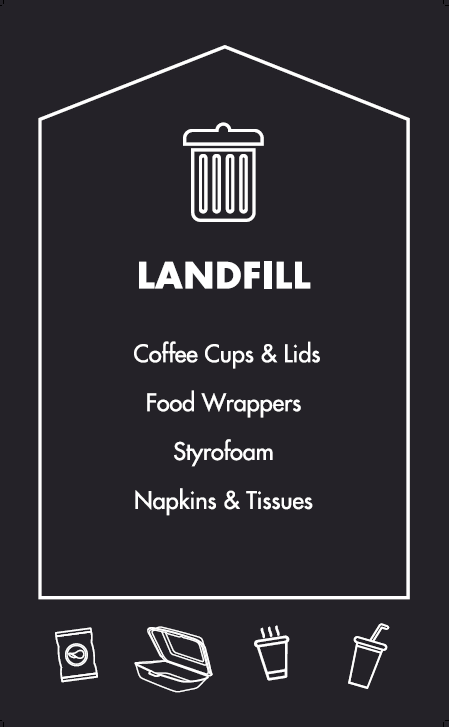 LANDFILL
Coffee Cups & Lids
Food Wrappers
Styrofoam
Napkins & Tissues